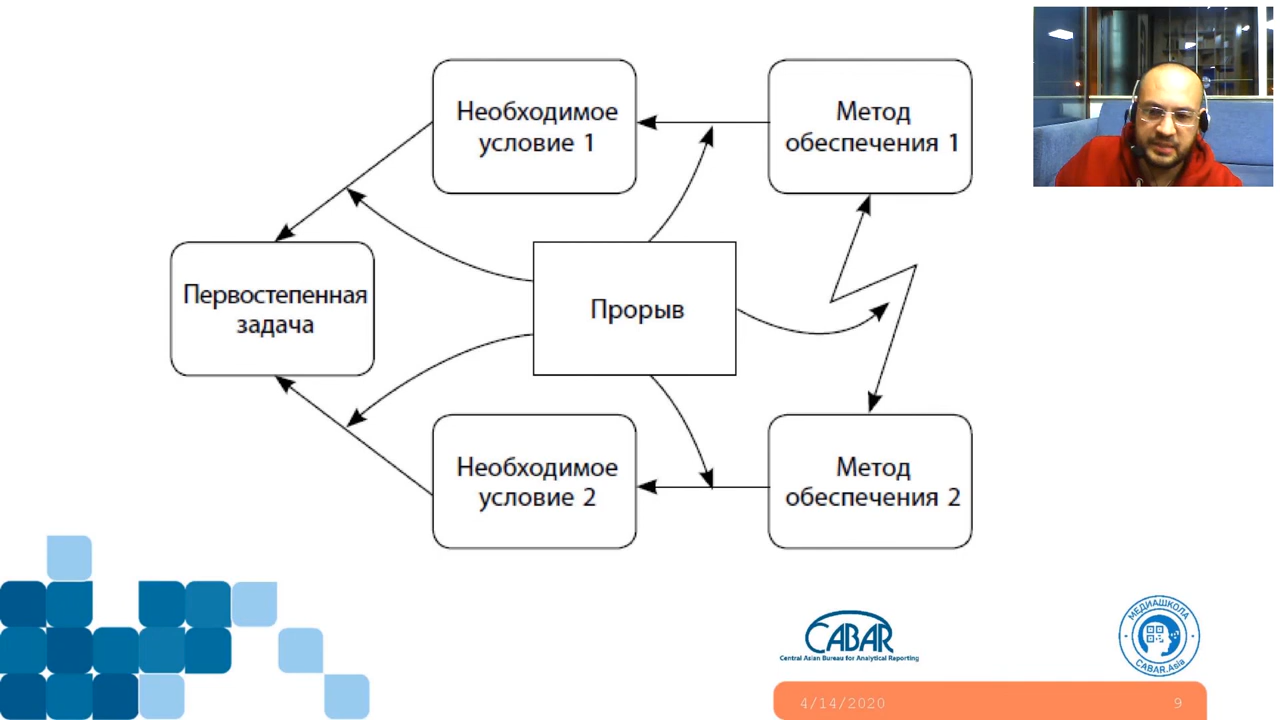 Необходимое
условие 1
Метод
обеспечения 1
Первостепенная
задача
Прорыв
Необходимое
условие 2
Метод
обеспечения 2
CABAR
Central Asian Bureau for Analytical Reporting
МЕДИАШКОЛА
CABAR.Asia
4/14/2020
9